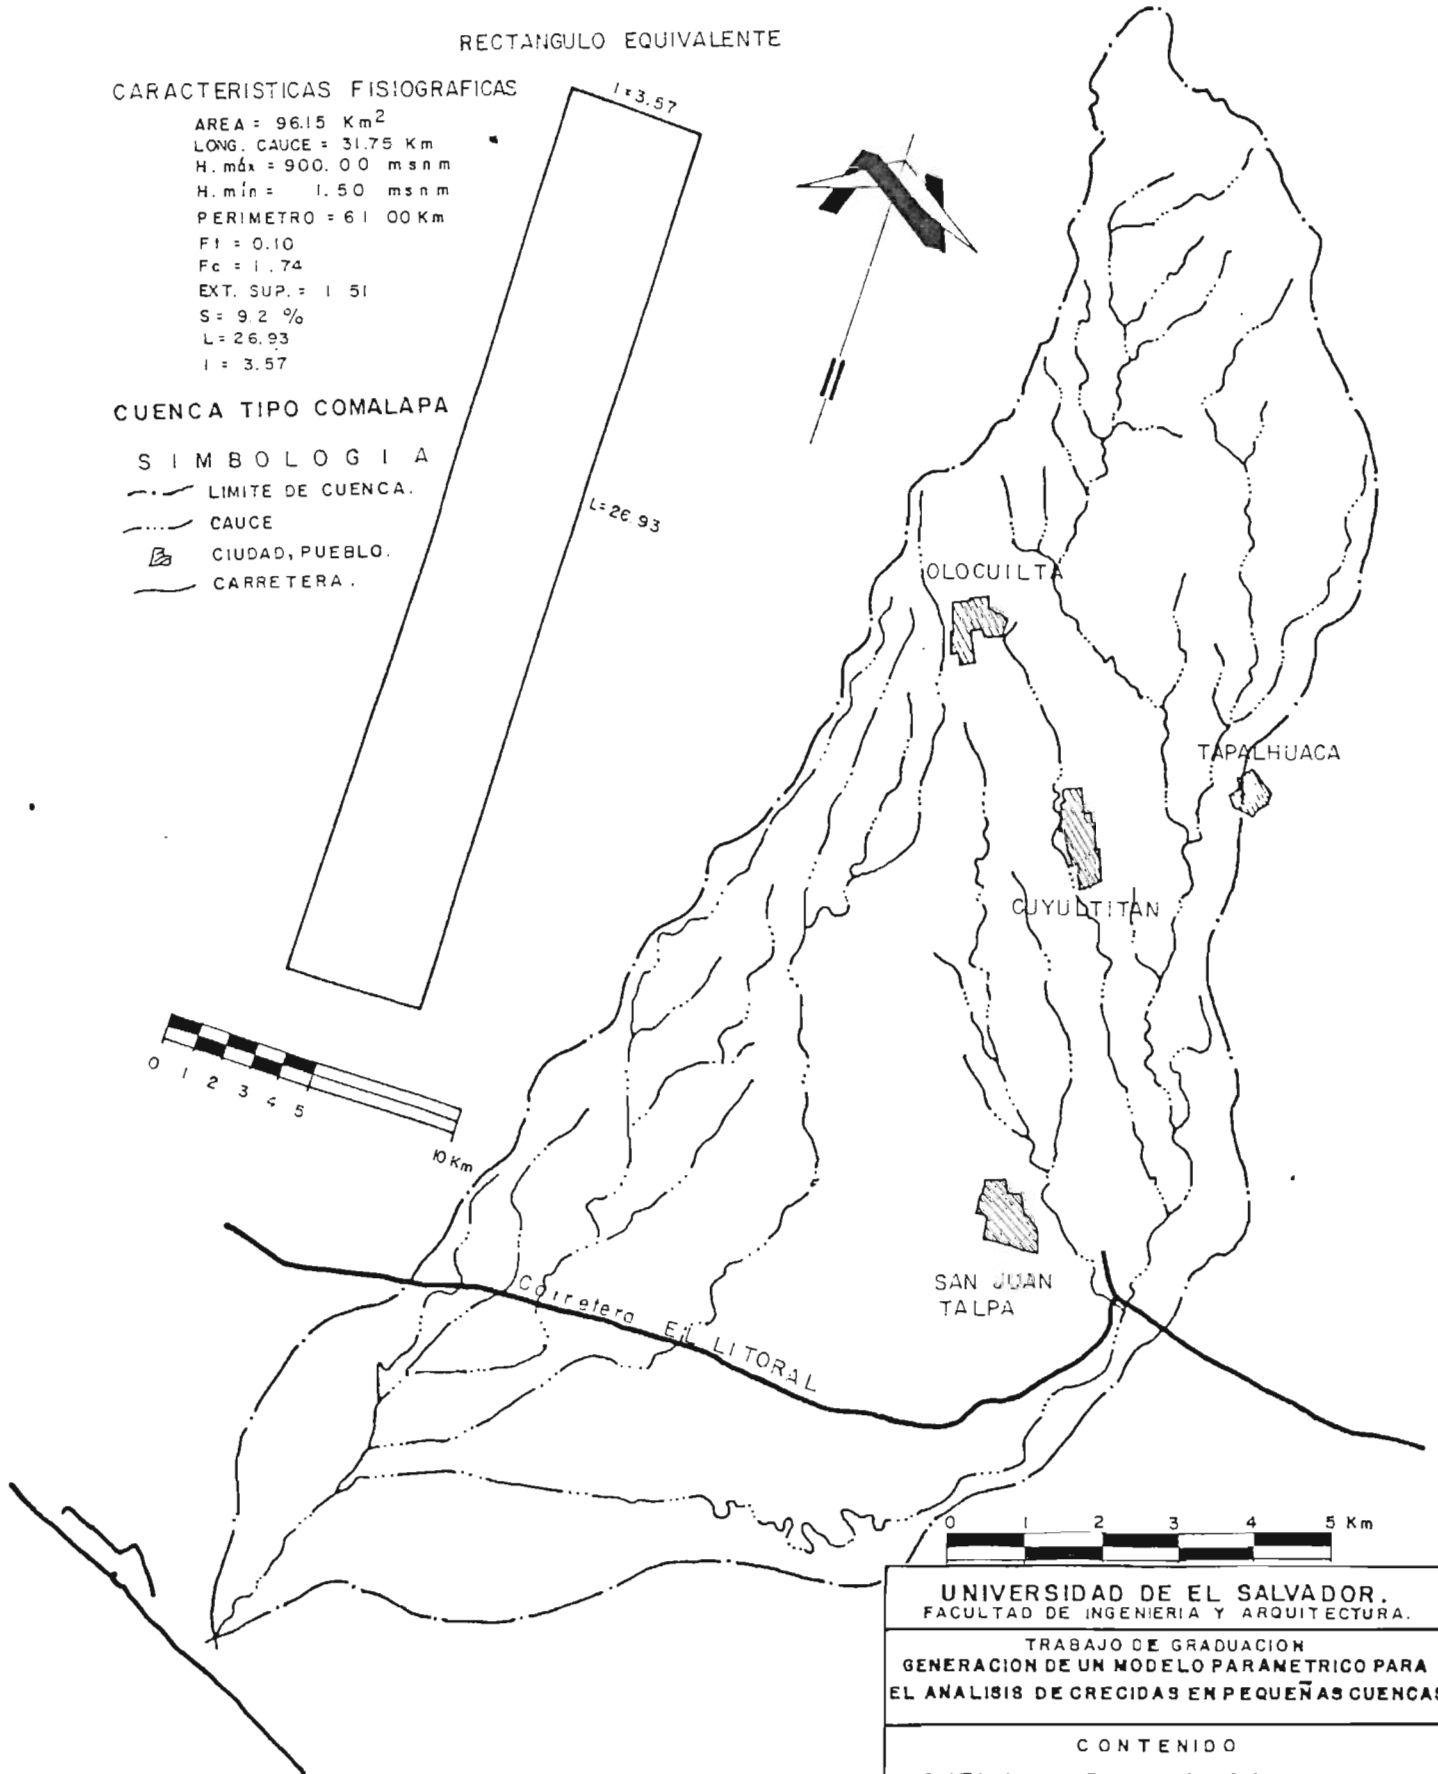 RECTANGULO EQUIVALENTE
CARACTERISTICAS FISIOGRAFICAS
AREA = 96.15 Km2
LONG. CAUCE = 31.75 Km
H. máx = 900.00 msnm
H. mín = 1.50 msnm
PERIMETRO = 61 00 Km
Ff = 0.10
Fc = 1.74
EXT. SUP. = 1 51
S = 9.2 %
L = 26.93
l = 3.57
l = 3.57
L = 26.93
CUENCA TIPO COMALAPA
SIMBOLOGIA
LIMITE DE CUENCA.
CAUCE
CIUDAD, PUEBLO.
CARRETERA.
OLOCUILTA
TAPALHUACA
CUYULTITAN
0 1 2 3 4 5
10 Km
SAN JUAN
TALPA
Carretera EL LITORAL
0 1 2 3 4 5 Km
UNIVERSIDAD DE EL SALVADOR.
FACULTAD DE INGENIERIA Y ARQUITECTURA.
TRABAJO DE GRADUACION
GENERACION DE UN MODELO PARAMETRICO PARA
EL ANALISIS DE CRECIDAS EN PEQUEÑAS CUENCAS
CONTENIDO